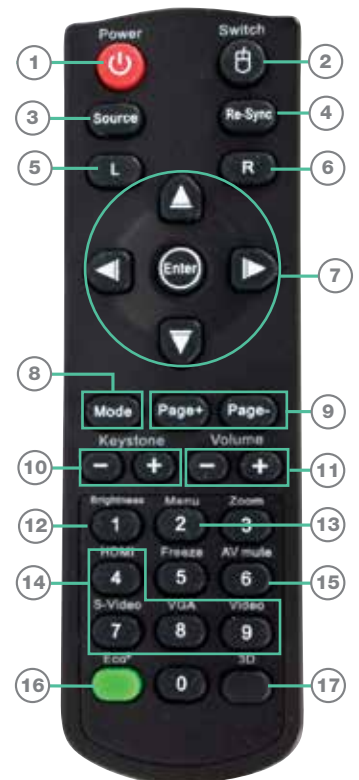 Power Switch
1 2
3 Source Re-Sync 4
5 L R 6
Enter
7
8
Mode Page+ Page- 9
Keystone Volume
10 - + - + 11
Brightness Menu Zoom
12 1 2 3 13
HDMI Freeze AV mute
14 4 5 6 15
S-Video VGA Video
7 8 9
Eco+ 3D
16 0 17